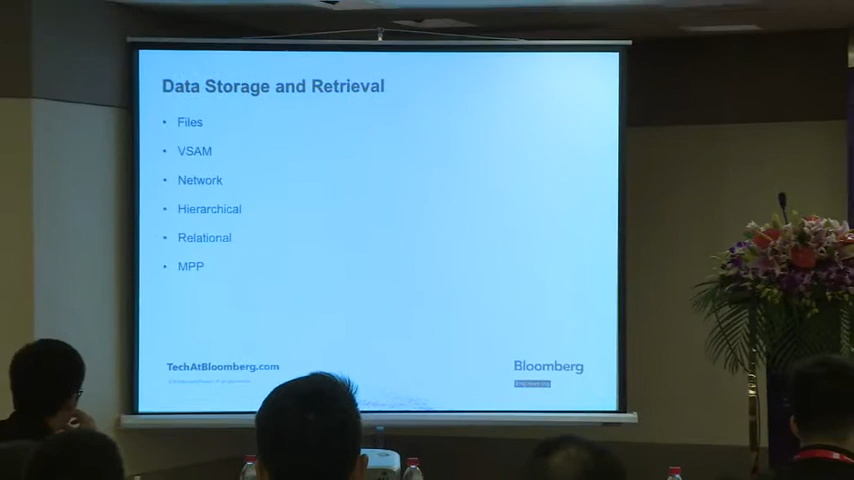 Data Storage and Retrieval
• Files
• VSAM
• Network
• Hierarchical
• Relational
• MPP
TechAtBloomberg.com
Bloomberg